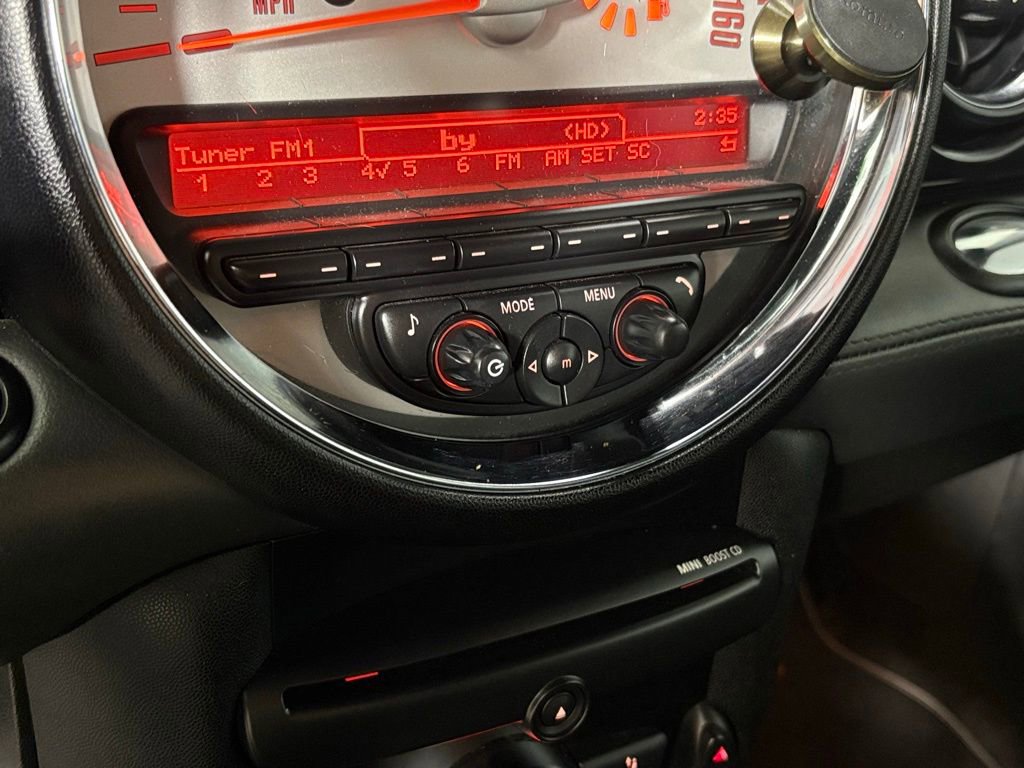 MPH
160
Tuner FM1 by (HD) 2:35
1 2 3 4√ 5 6 FM AM SET SC
MODE MENU
m
MINI BOOST CD